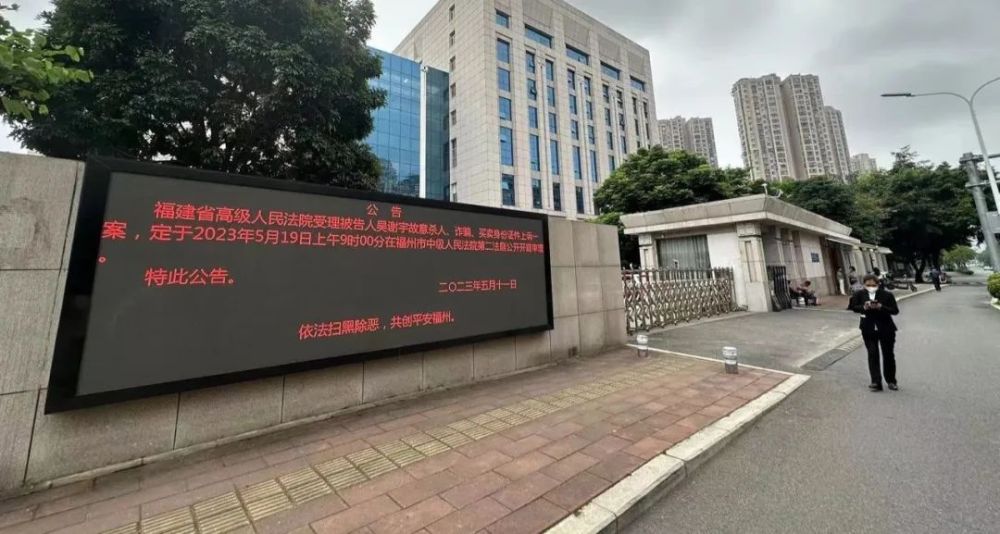 公告
福建省高级人民法院受理被告人吴谢宇故意杀人、诈骗、买卖身份证件上诉一
案，定于2023年5月19日上午9时00分在福州市中级人民法院第二法庭公开开庭审理
。
特此公告。
二〇二三年五月十一日
依法扫黑除恶，共创平安福州。